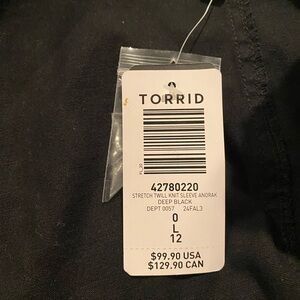 TORRID
42780220
STRETCH TWILL KNIT SLEEVE ANORAK
DEEP BLACK
DEPT 0057 24FAL3
0
L
12
$99.90 USA
$129.90 CAN